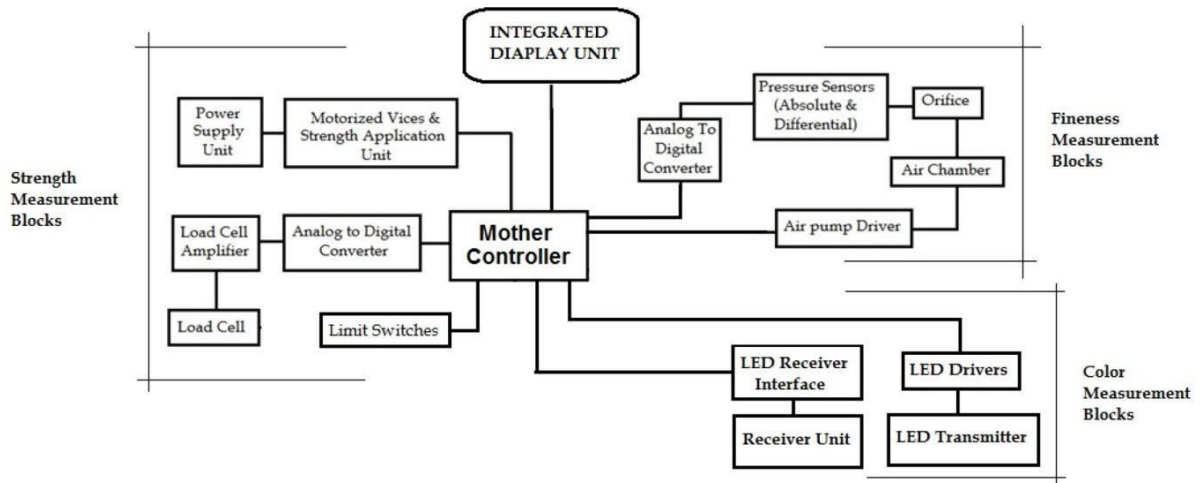 INTEGRATED
DIAPLAY UNIT
Strength
Measurement
Blocks
Power
Supply
Unit
Motorized Vices &
Strength Application
Unit
Load Cell
Amplifier
Analog to Digital
Converter
Load Cell
Limit Switches
Mother
Controller
Analog To
Digital
Converter
Pressure Sensors
(Absolute &
Differential)
Orifice
Air Chamber
Air pump Driver
Fineness
Measurement
Blocks
LED Receiver
Interface
Receiver Unit
LED Drivers
LED Transmitter
Color
Measurement
Blocks